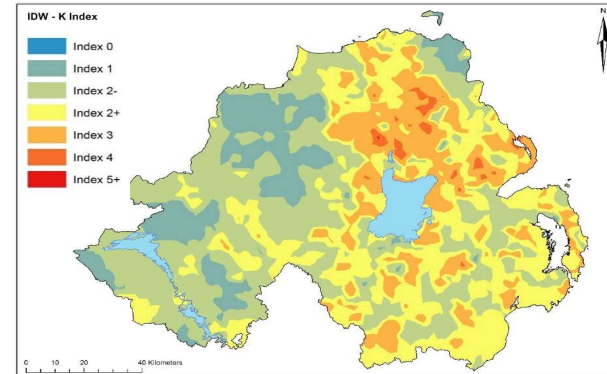 IDW - K Index
N
Index 0
Index 1
Index 2-
Index 2+
Index 3
Index 4
Index 5+
0 10 20 40 Kilometers